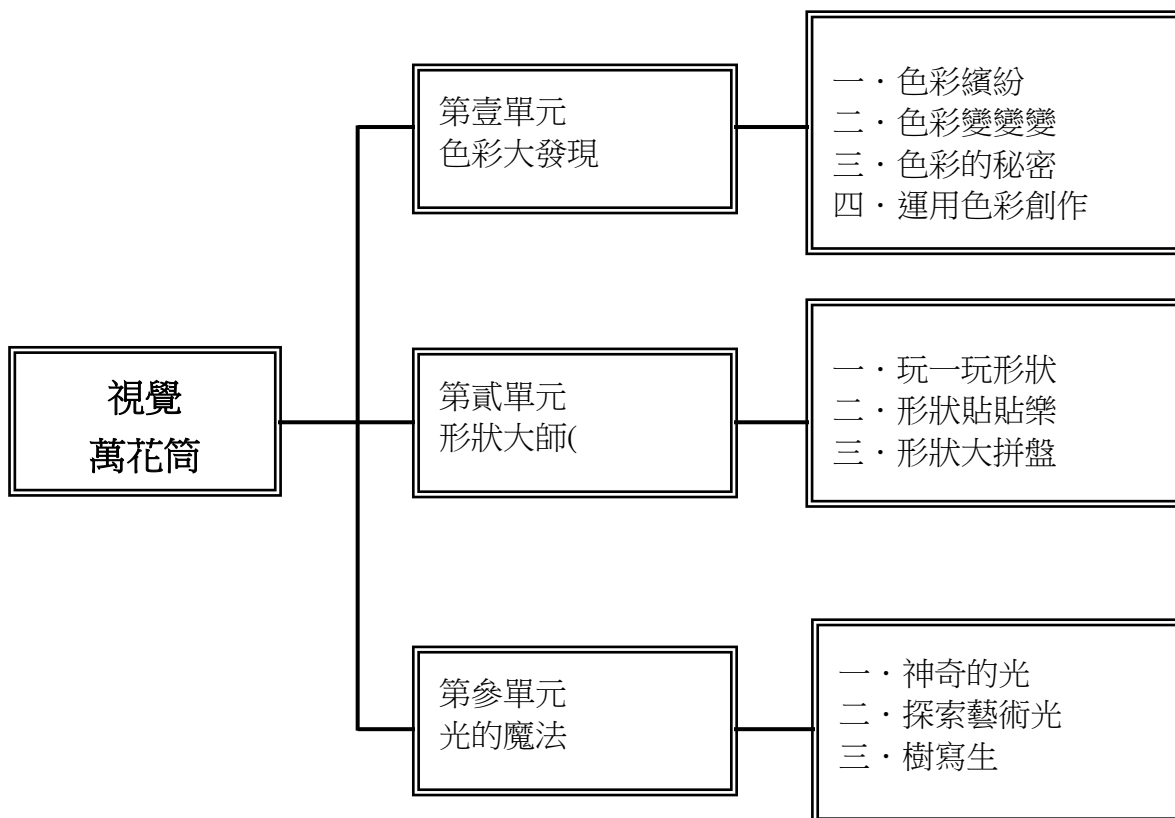 視覺
萬花筒
第壹單元
色彩大發現
一．色彩繽紛
二．色彩變變變
三．色彩的秘密
四．運用色彩創作
第貳單元
形狀大師(
一．玩一玩形狀
二．形狀貼貼樂
三．形狀大拼盤
第參單元
光的魔法
一．神奇的光
二．探索藝術光
三．樹寫生